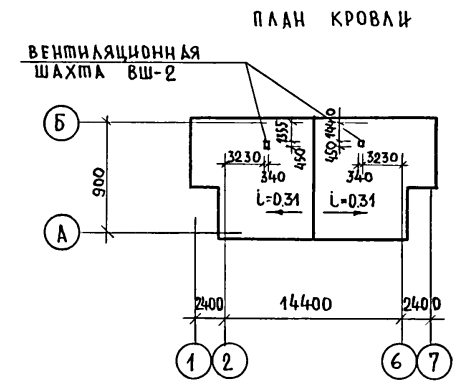 ПЛАН КРОВЛИ
ВЕНТИЛЯЦИОННАЯ
ШАХТА ВШ-2
Б
1355
450
14440
450
3230
3230
340
340
900
i=0.31
i=0.31
А
2400
14400
2400
1
2
6
7